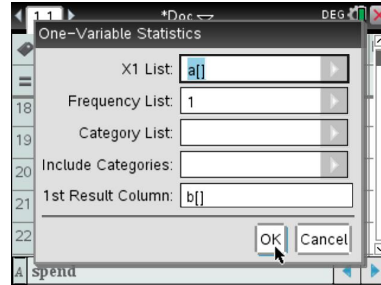 1.1
*Doc
DEG
One-Variable Statistics
X1 List: a[]
Frequency List: 1
Category List:
Include Categories:
1st Result Column: b[]
OK Cancel
=
18
19
20
21
22
A spend